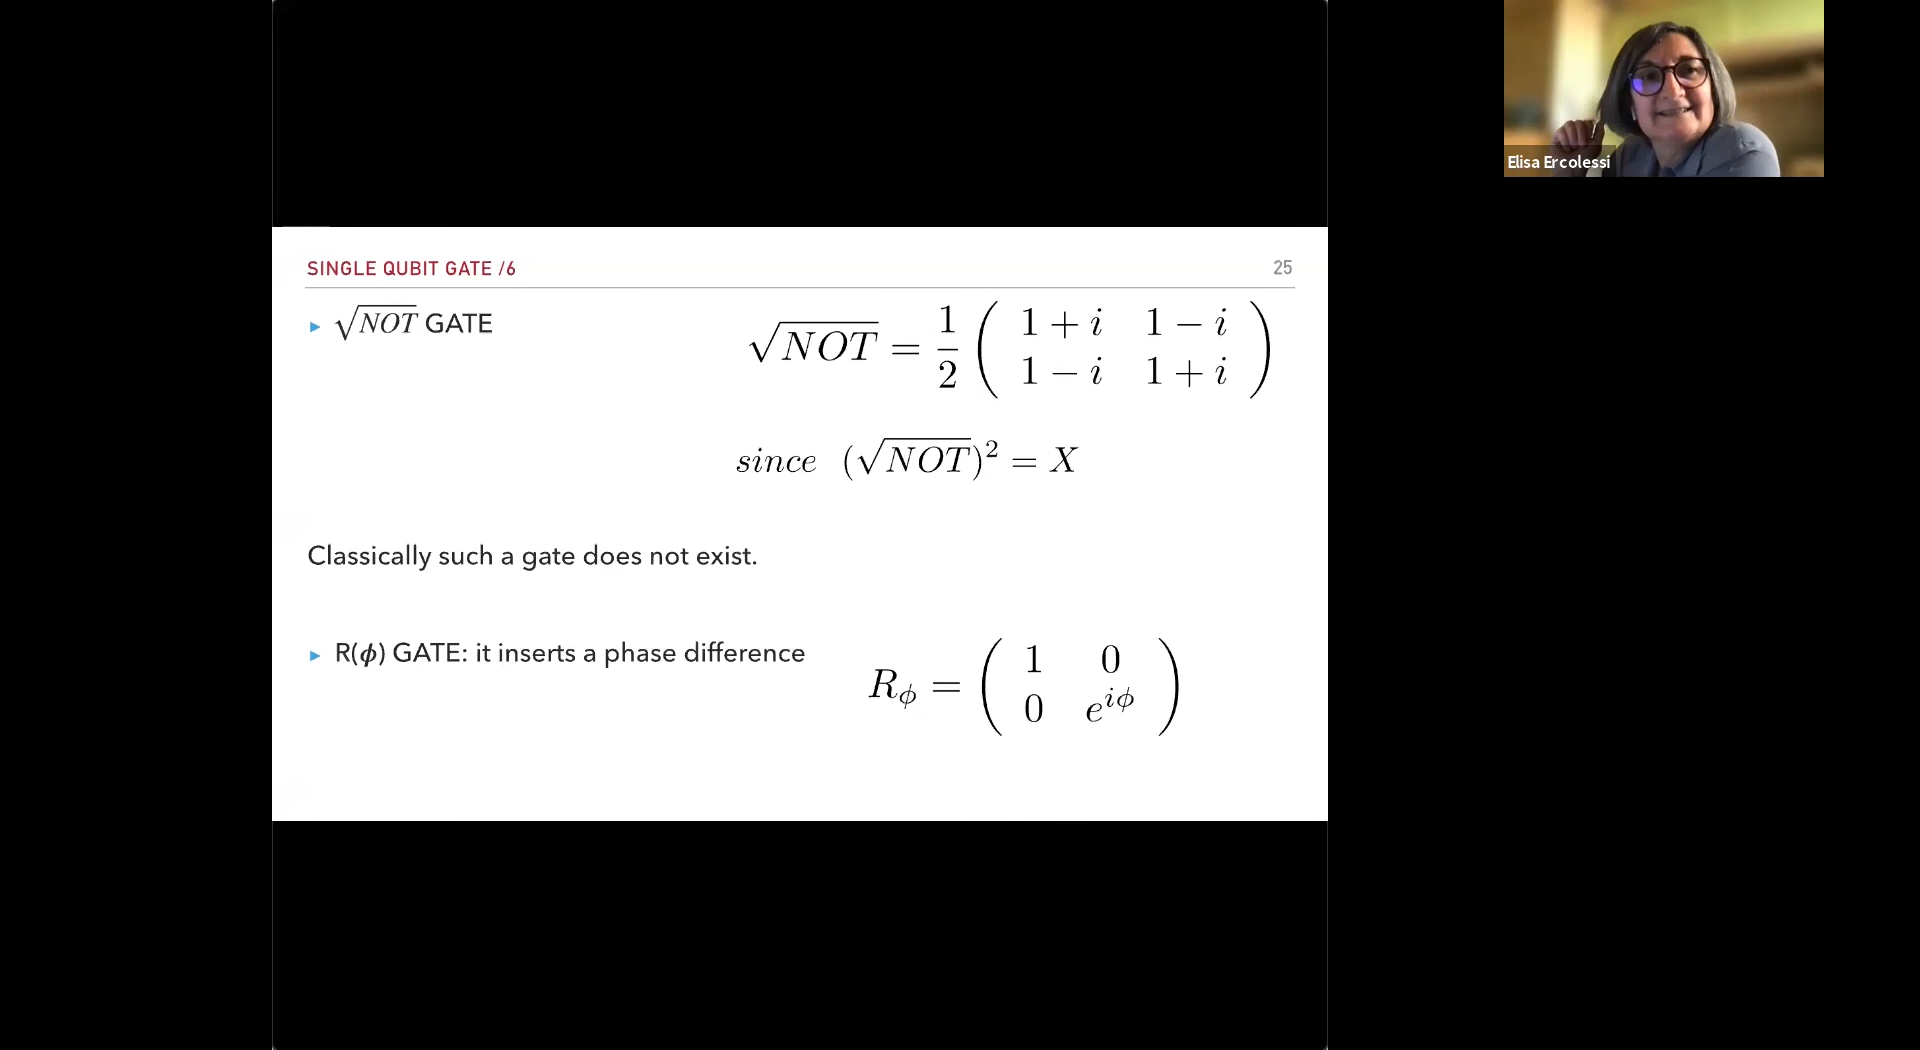 Elisa Ercolessi
SINGLE QUBIT GATE /6
25
▸ √NOT GATE
√NOT = 1/2 ( 1 + i 1 − i
1 − i 1 + i )
since (√NOT)² = X
Classically such a gate does not exist.
▸ R(ϕ) GATE: it inserts a phase difference
R_ϕ = ( 1 0
0 e^{iϕ} )